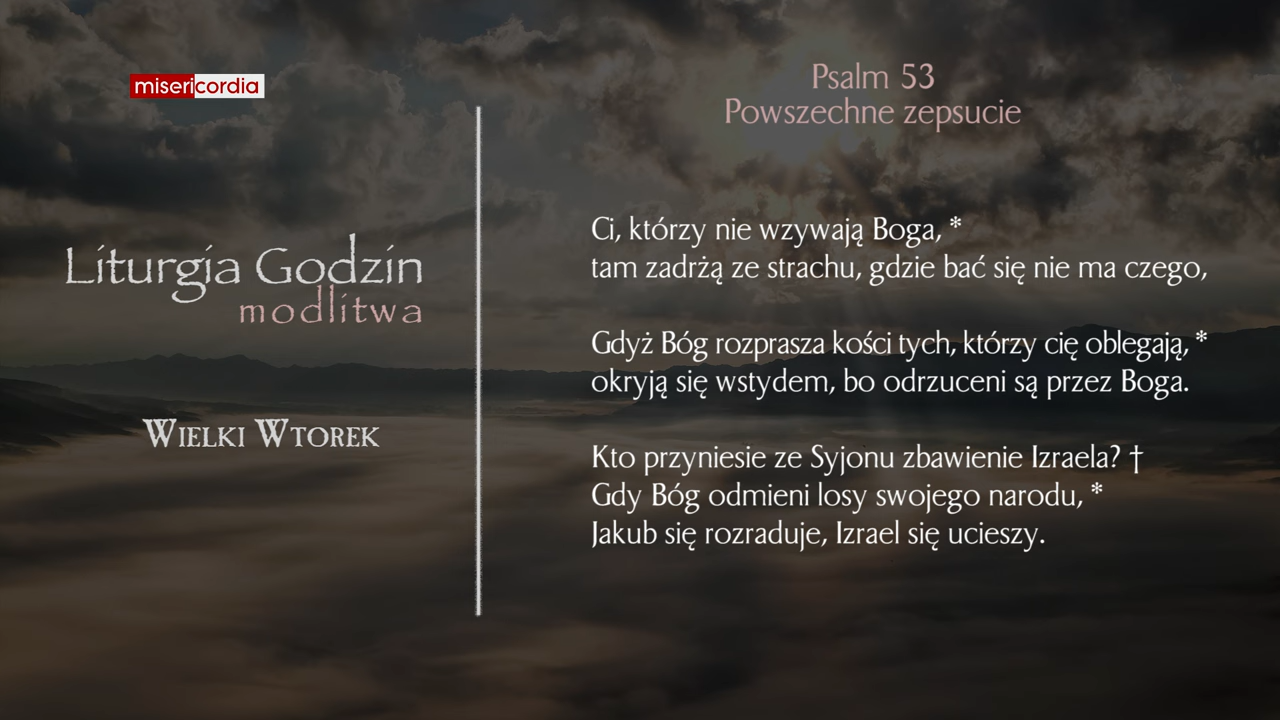 misericordia
Liturgia Godzin
modlitwa
Wielki Wtorek
Psalm 53
Powszechne zepsucie
Ci, którzy nie wzywają Boga, *
tam zadrżą ze strachu, gdzie bać się nie ma czego,
Gdyż Bóg rozprasza kości tych, którzy cię oblegają, *
okryją się wstydem, bo odrzuceni są przez Boga.
Kto przyniesie ze Syjonu zbawienie Izraela? †
Gdy Bóg odmieni losy swojego narodu, *
Jakub się rozraduje, Izrael się ucieszy.